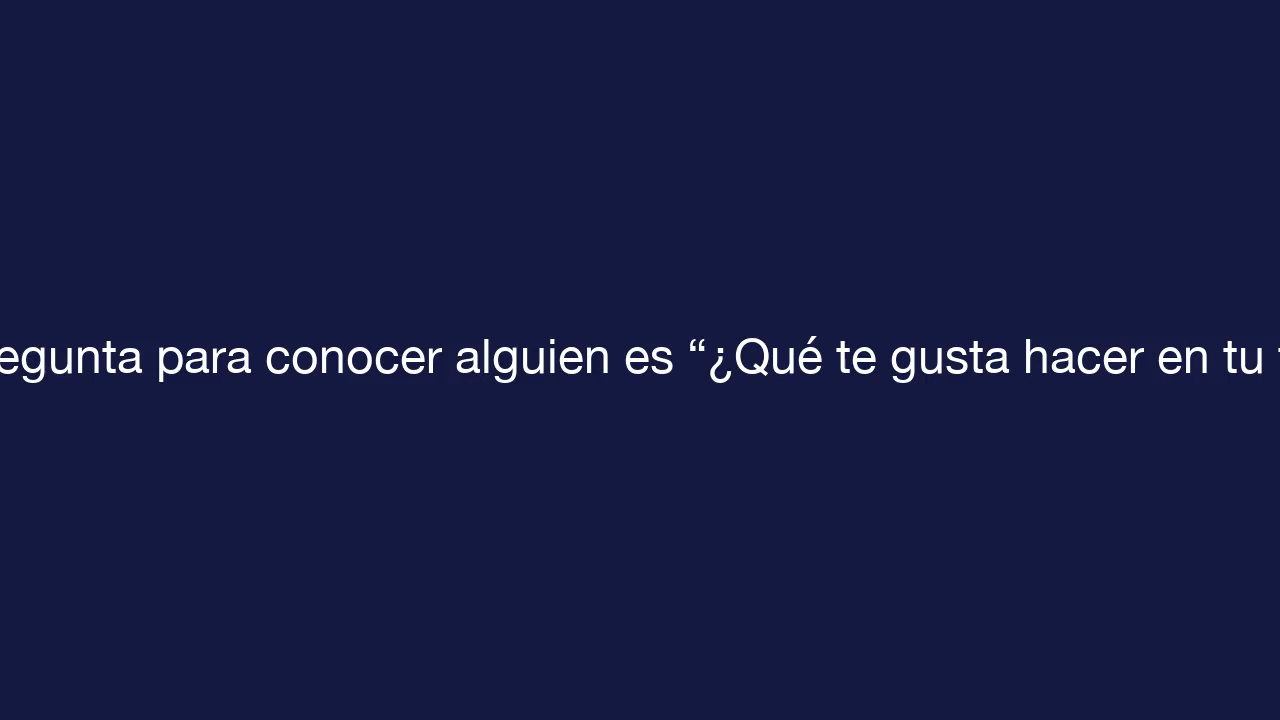 egunta para conocer alguien es “¿Qué te gusta hacer en tu